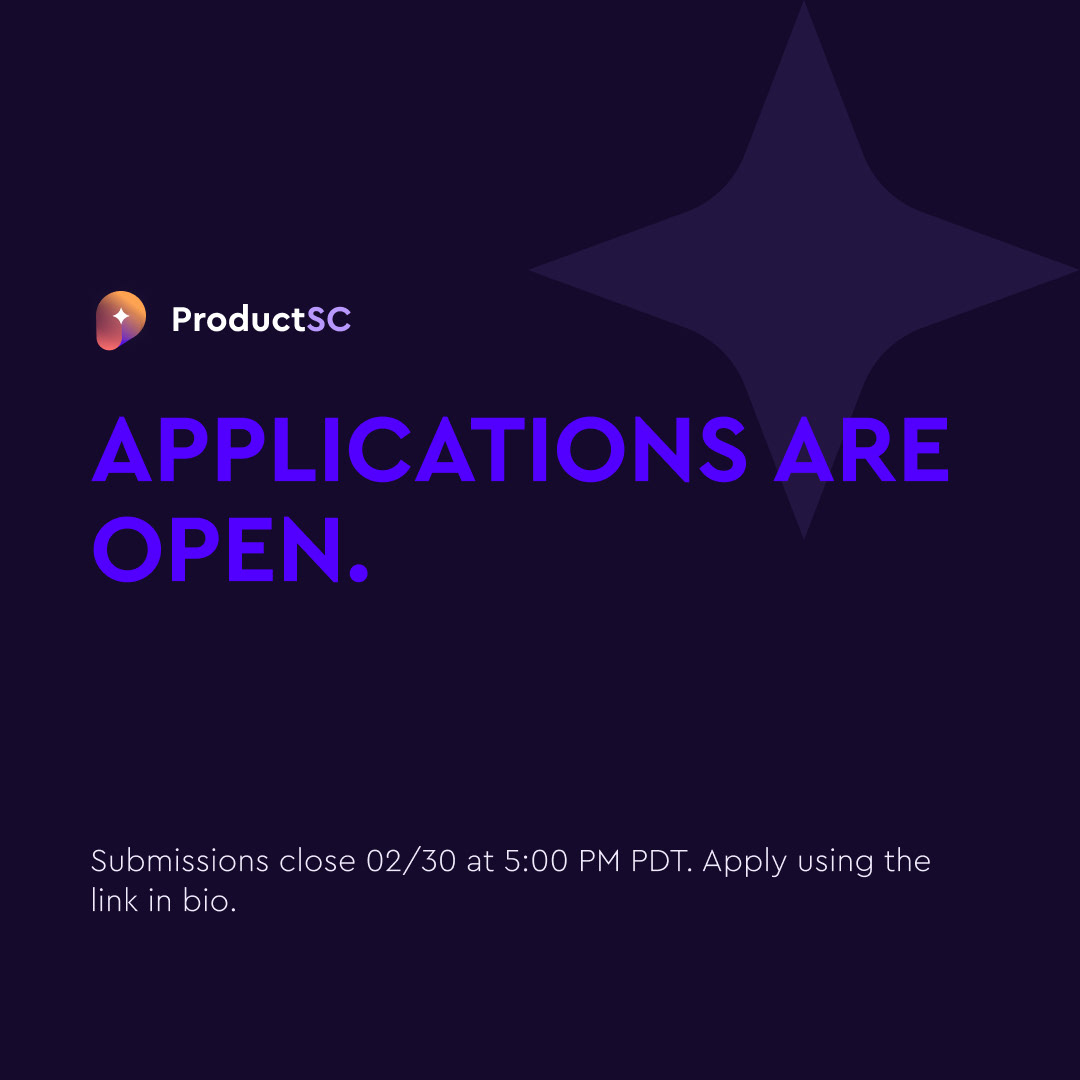 ProductSC
APPLICATIONS ARE
OPEN.
Submissions close 02/30 at 5:00 PM PDT. Apply using the
link in bio.